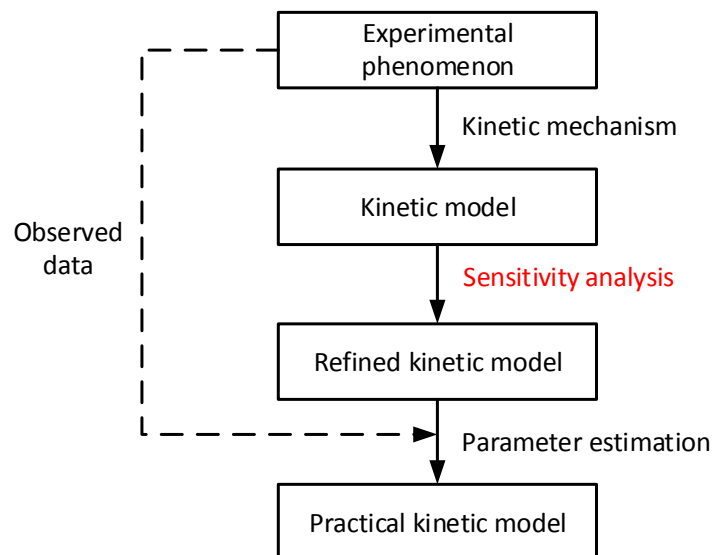 Experimental
phenomenon
Kinetic mechanism
Kinetic model
Observed
data
Sensitivity analysis
Refined kinetic model
Parameter estimation
Practical kinetic model